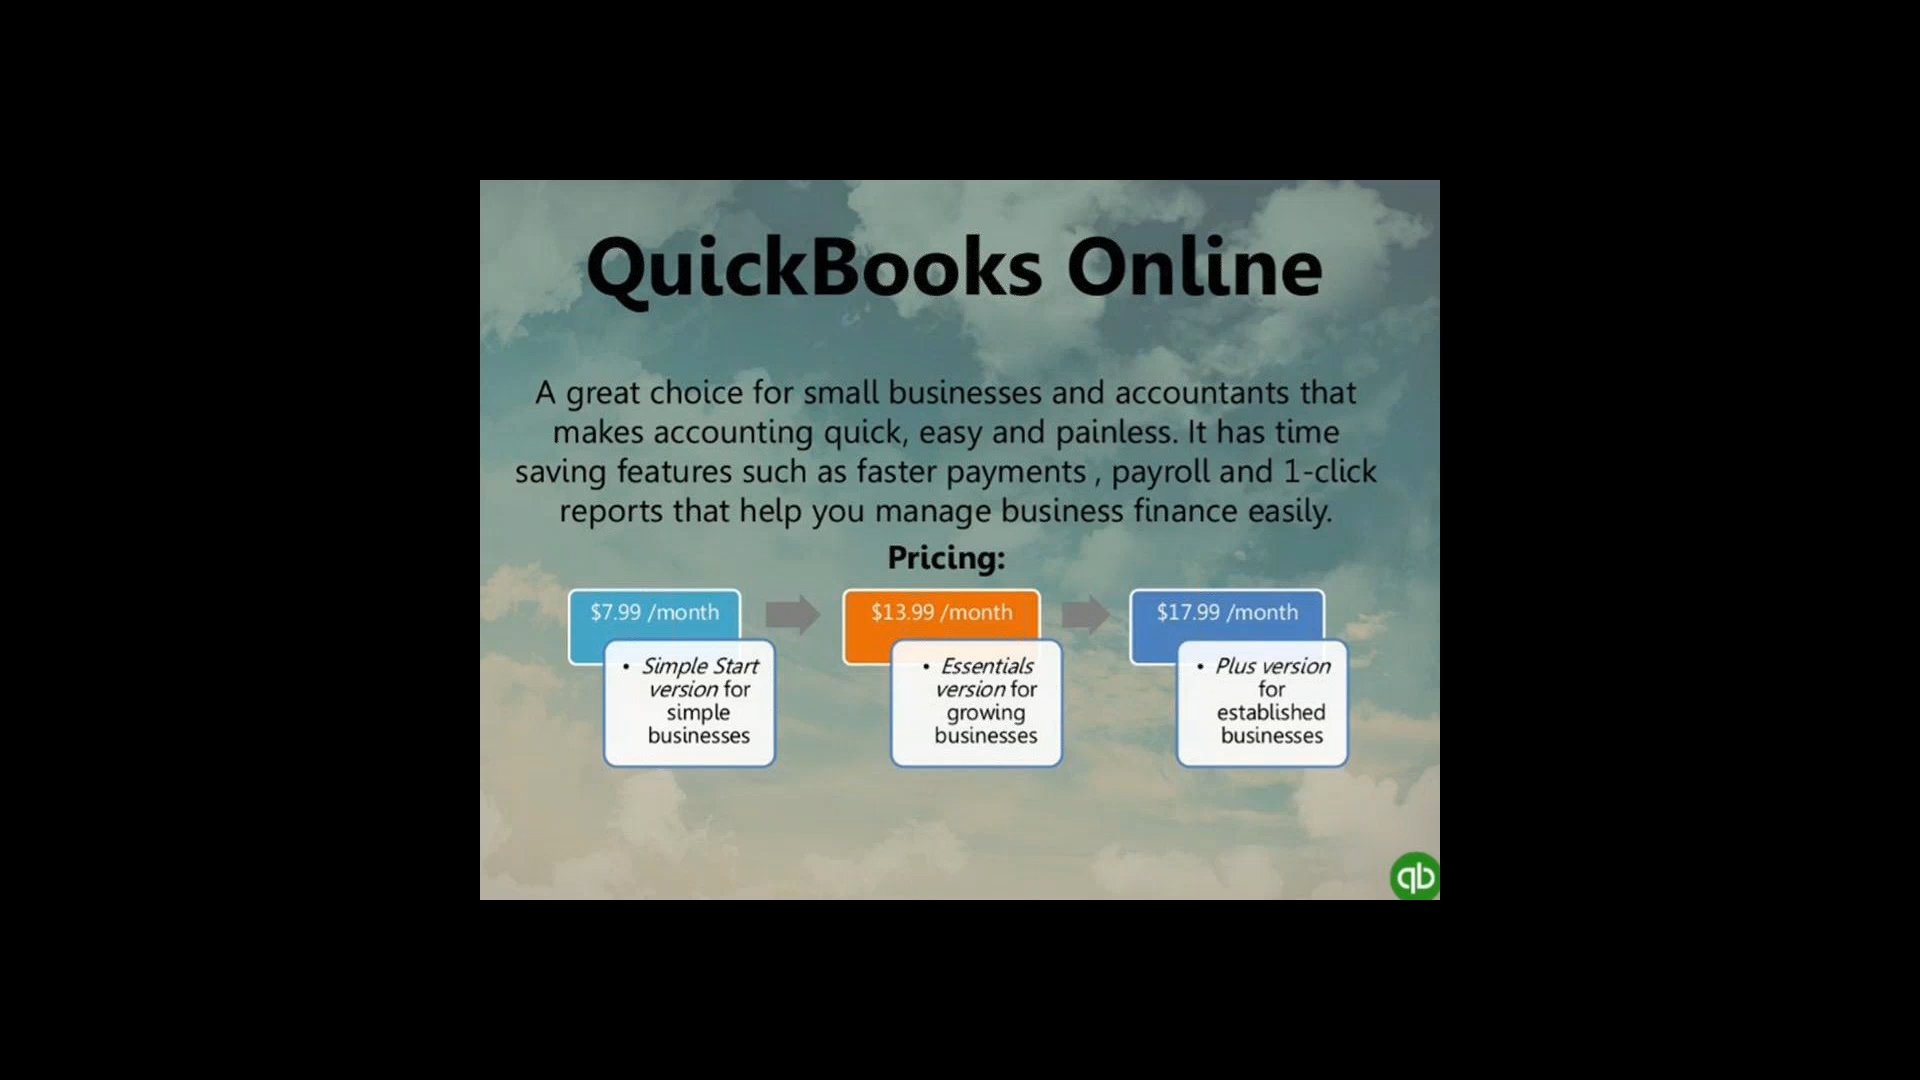 QuickBooks Online
A great choice for small businesses and accountants that
makes accounting quick, easy and painless. It has time
saving features such as faster payments , payroll and 1-click
reports that help you manage business finance easily.
Pricing:
$7.99 /month
• Simple Start
version for
simple
businesses
$13.99 /month
• Essentials
version for
growing
businesses
$17.99 /month
• Plus version
for
established
businesses
qb